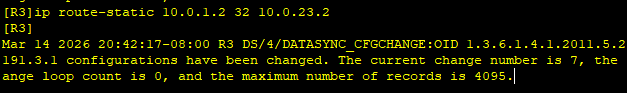 [R3]ip route-static 10.0.1.2 32 10.0.23.2
[R3]
Mar 14 2026 20:42:17-08:00 R3 DS/4/DATASYNC_CFGCHANGE:OID 1.3.6.1.4.1.2011.5.2
191.3.1 configurations have been changed. The current change number is 7, the
ange loop count is 0, and the maximum number of records is 4095.